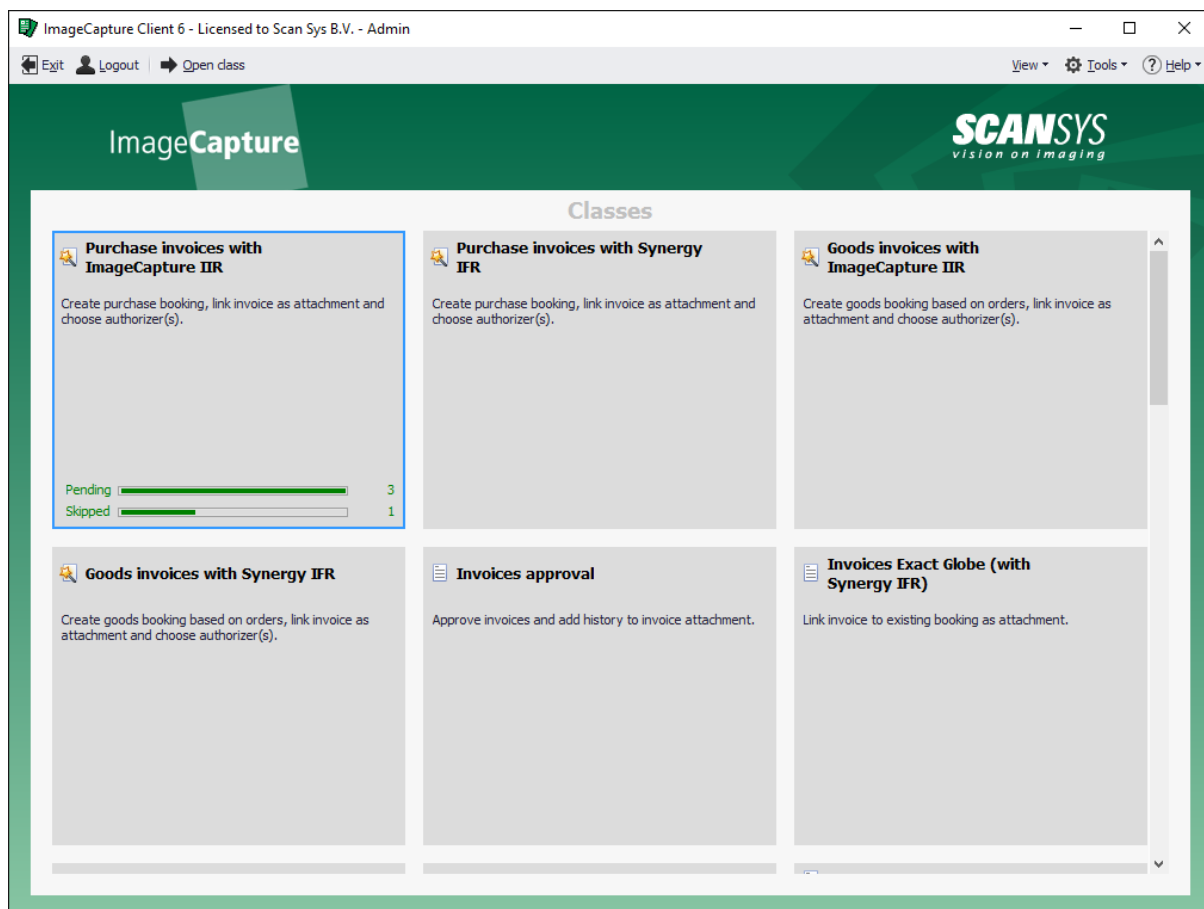 ImageCapture Client 6 - Licensed to Scan Sys B.V. - Admin
Exit Logout Open class View Tools ? Help
ImageCapture
SCANSYS
vision on imaging
Classes
Purchase invoices with
ImageCapture IIR
Create purchase booking, link invoice as attachment and
choose authorizer(s).
Pending 3
Skipped 1
Purchase invoices with Synergy
IFR
Create purchase booking, link invoice as attachment and
choose authorizer(s).
Goods invoices with
ImageCapture IIR
Create goods booking based on orders, link invoice as
attachment and choose authorizer(s).
Goods invoices with Synergy IFR
Create goods booking based on orders, link invoice as
attachment and choose authorizer(s).
Invoices approval
Approve invoices and add history to invoice attachment.
Invoices Exact Globe (with
Synergy IFR)
Link invoice to existing booking as attachment.